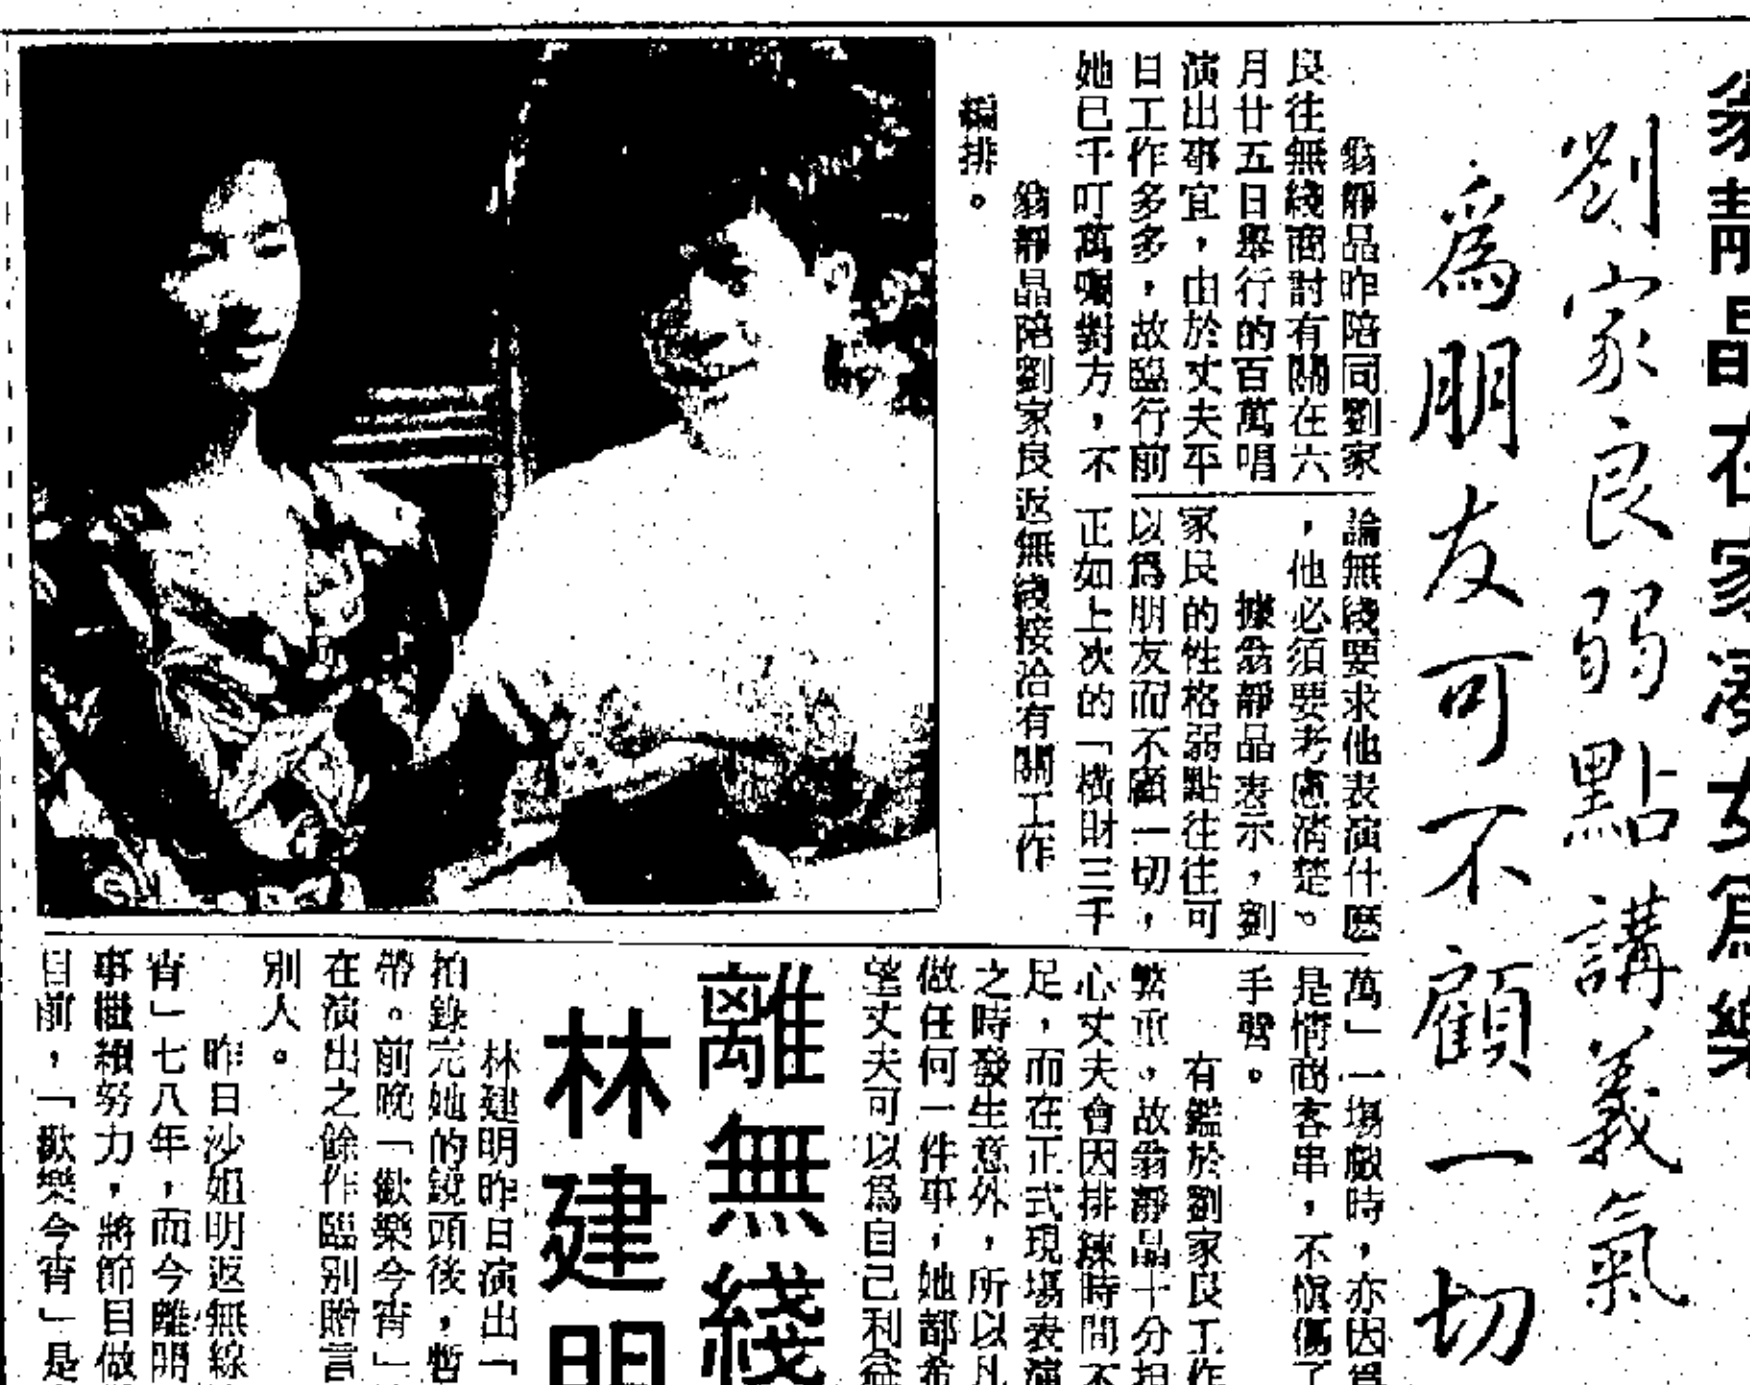 劉家良弱點講義氣
爲朋友可不顧一切
翁靜晶昨陪同劉家
良往無綫商討有關在六
月廿五日舉行的百萬唱
演出事宜，由於丈夫平
日工作多多，故臨行前
她已千叮萬囑對方，不
論無綫要求他表演什麼
，他必須要考慮清楚。
據翁靜晶表示，劉
家良的性格弱點往往可
以爲朋友而不顧一切，
正如上次的「橫財三千
萬」一場戲時，亦因爲
是情商客串，不愼傷了
手臂。
有鑑於劉家良工作
繁重，故翁靜晶十分担
心丈夫會因排練時間不
足，而在正式現場表演
之時發生意外，所以凡
做任何一件事，她都希
望丈夫可以爲自己利益
翁靜晶陪劉家良返無綫接洽有關工作
編排。
離無綫
林建明
林建明昨日演出「
拍錄完她的鏡頭後，暫
帶。前晚「歡樂今宵」
在演出之餘作臨別贈言
別人。
昨日沙姐明返無線
宵」七八年，而今離開
事繼續努力，將節目做
目前，「歡樂今宵」是